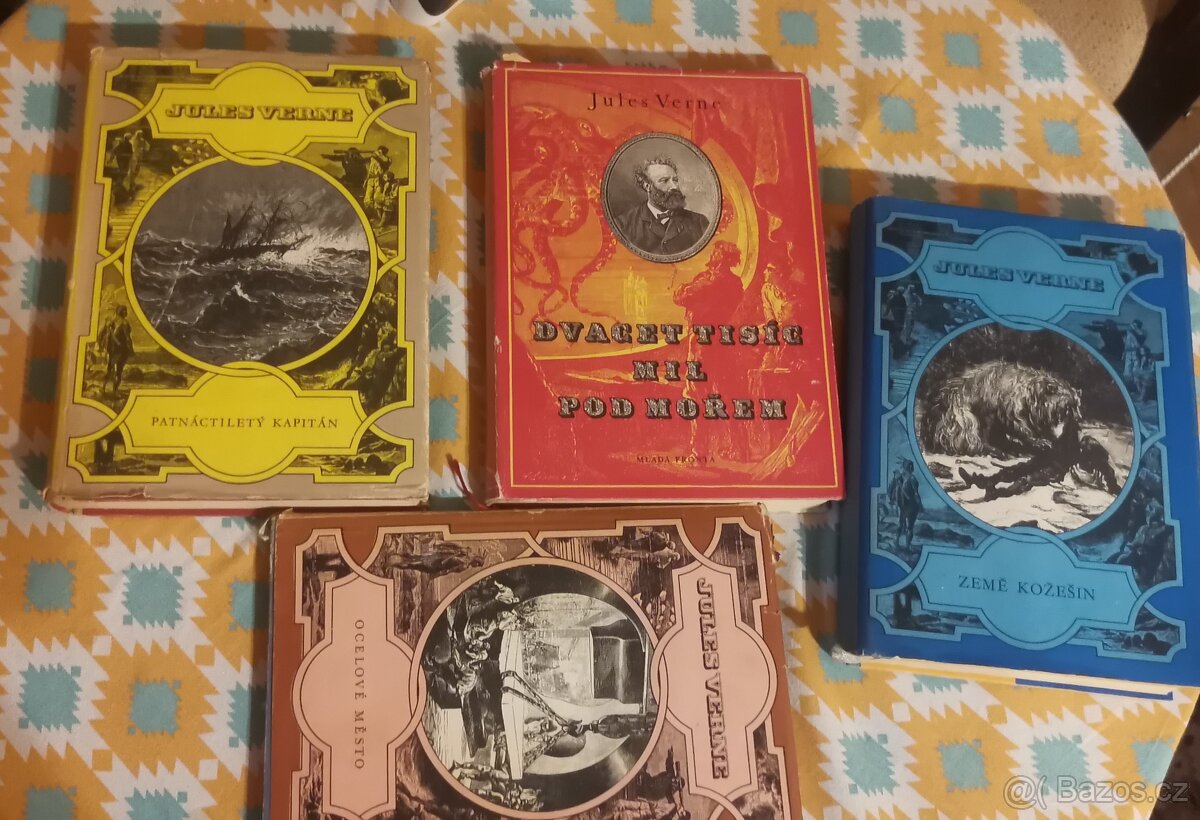 JULES VERNE
PATNÁCTILETÝ KAPITÁN
Jules Verne
DVACET TISÍC
MIL
POD MOŘEM
MLADÁ FRONTA
JULES VERNE
ZEMĚ KOŽEŠIN
JULES VERNE
OCELOVÉ MĚSTO
@( Bazos.cz